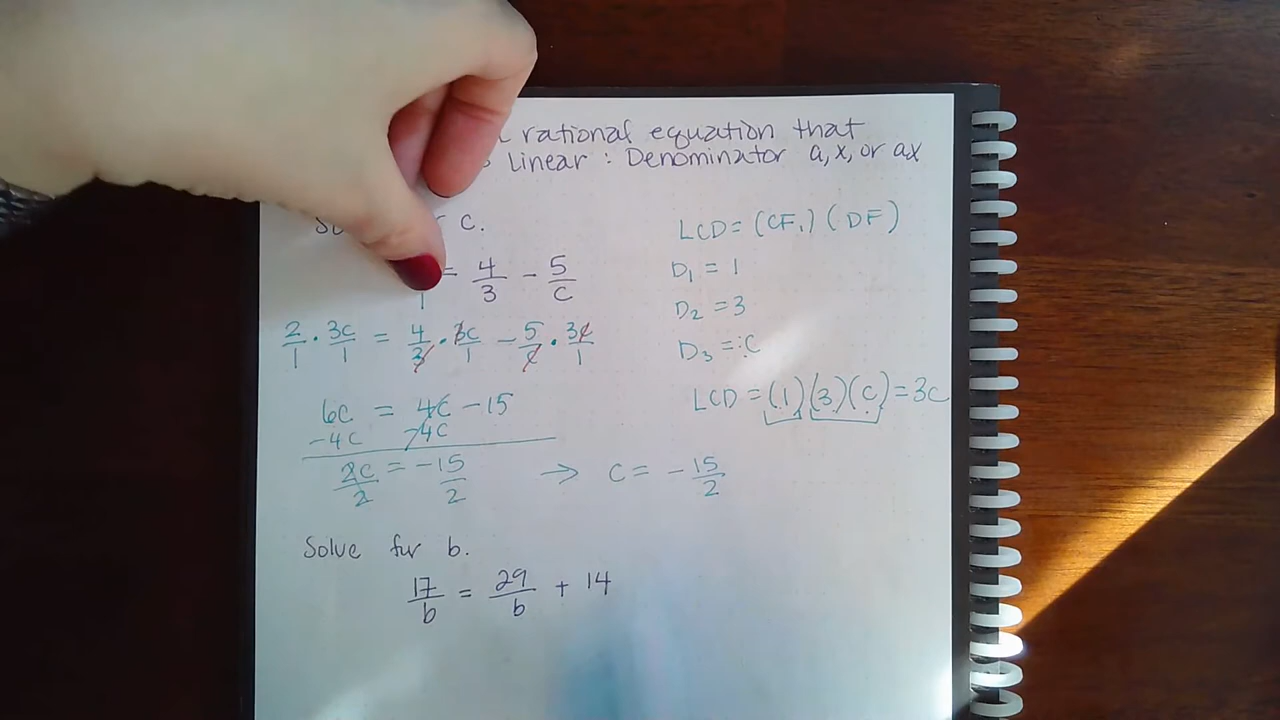 rational equation that
Linear : Denominator a, x, or ax
c.
= 4/3 - 5/c
1
2/1 · 3c/1 = 4/3 · 3c/1 - 5/c · 3c/1
6c = 4c - 15
-4c -4c
2c/2 = -15/2 → c = -15/2
LCD = (CF,) (DF)
D₁ = 1
D₂ = 3
D₃ = c
LCD = (1)(3)(c) = 3c
Solve for b.
17/b = 29/b + 14